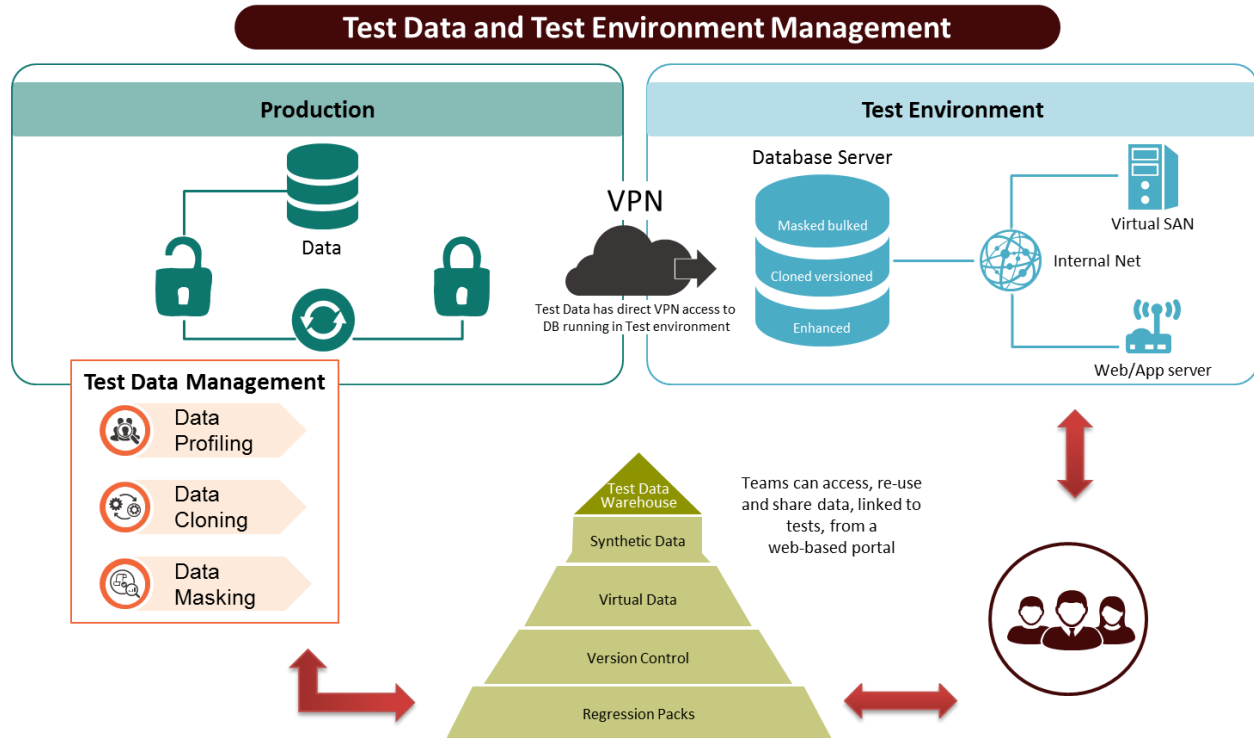 Test Data and Test Environment Management
Production
Data
Test Data Management
Data
Profiling
Data
Cloning
Data
Masking
VPN
Test Data has direct VPN access to
DB running in Test environment
Test Environment
Database Server
Masked bulked
Cloned versioned
Enhanced
Virtual SAN
Internal Net
Web/App server
Test Data
Warehouse
Synthetic Data
Virtual Data
Version Control
Regression Packs
Teams can access, re-use
and share data, linked to
tests, from a
web-based portal